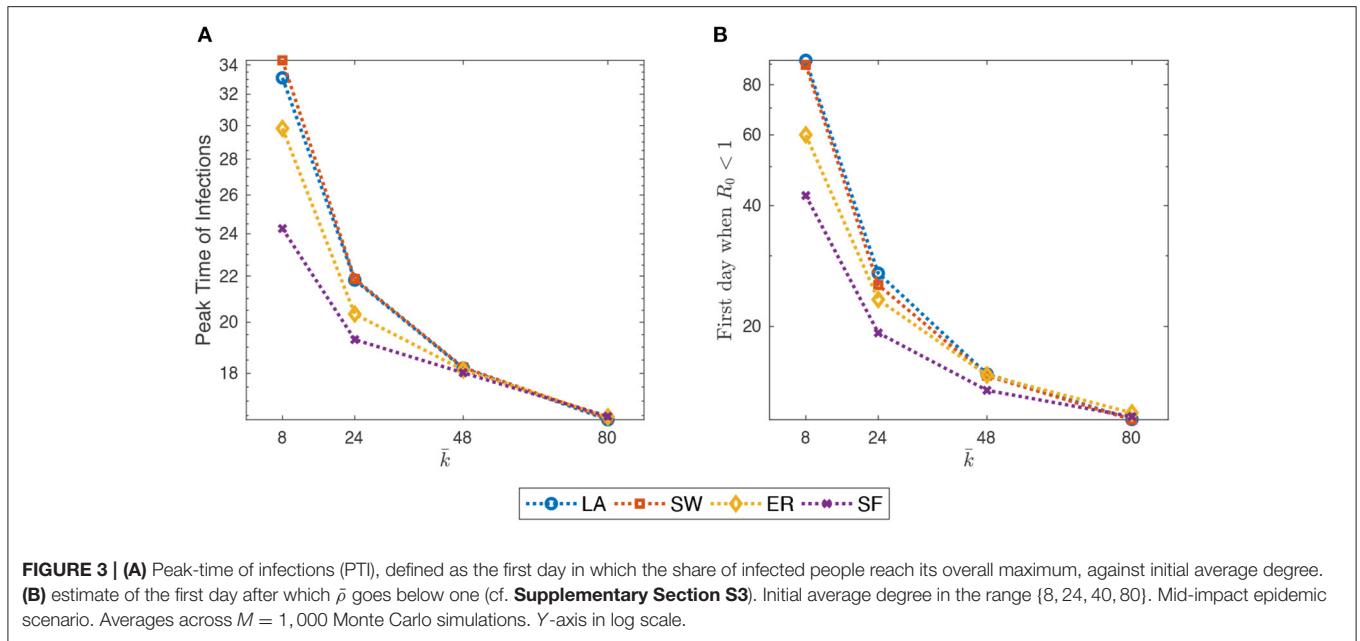 A
34
32
30
28
26
24
22
20
18
Peak Time of Infections
8
24
48
80
k̄
B
80
60
40
20
First day when R₀ < 1
8
24
48
80
k̄
LA SW ER SF
FIGURE 3 | (A) Peak-time of infections (PTI), defined as the first day in which the share of infected people reach its overall maximum, against initial average degree.
(B) estimate of the first day after which ρ̄ goes below one (cf. Supplementary Section S3). Initial average degree in the range {8, 24, 40, 80}. Mid-impact epidemic
scenario. Averages across M = 1,000 Monte Carlo simulations. Y-axis in log scale.